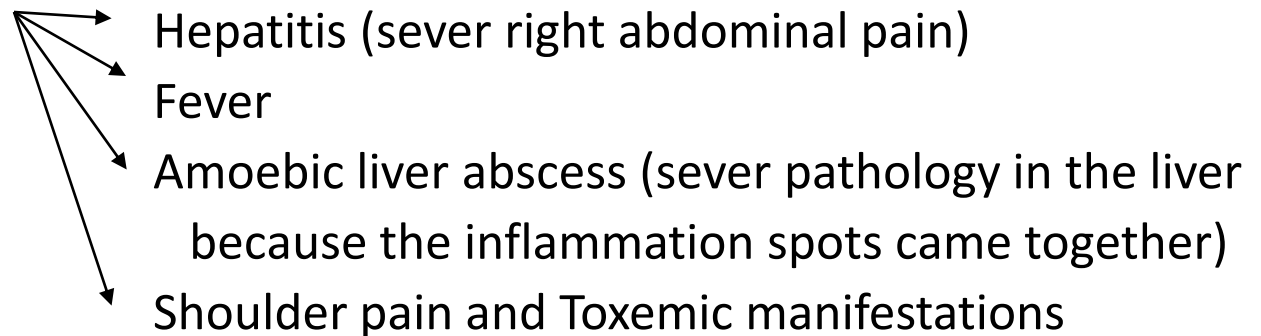 Hepatitis (sever right abdominal pain)
Fever
Amoebic liver abscess (sever pathology in the liver
because the inflammation spots came together)
Shoulder pain and Toxemic manifestations